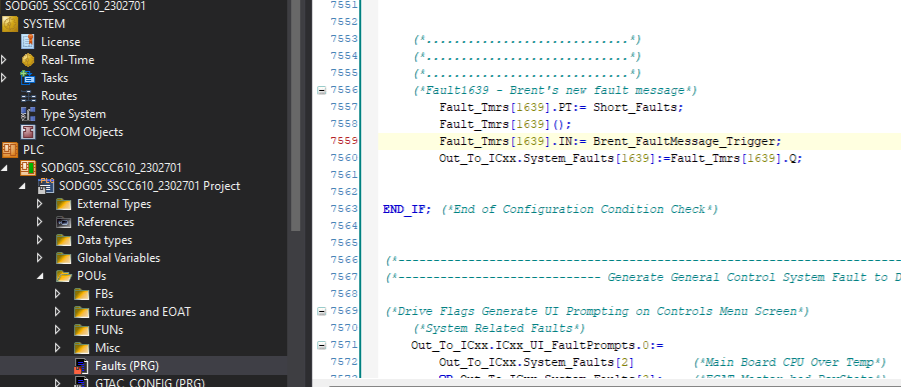 SODG05_SSCC610_2302701
SYSTEM
License
Real-Time
Tasks
Routes
Type System
TcCOM Objects
PLC
SODG05_SSCC610_2302701
SODG05_SSCC610_2302701 Project
External Types
References
Data types
Global Variables
POUs
FBs
Fixtures and EOAT
FUNs
Misc
Faults (PRG)
GTAC_CONFIG (PRG)
7551
7552
7553 (*.............................*)
7554 (*.............................*)
7555 (*.............................*)
7556 (*Fault1639 - Brent's new fault message*)
7557 Fault_Tmrs[1639].PT:= Short_Faults;
7558 Fault_Tmrs[1639]();
7559 Fault_Tmrs[1639].IN:= Brent_FaultMessage_Trigger;
7560 Out_To_ICxx.System_Faults[1639]:=Fault_Tmrs[1639].Q;
7561
7562
7563 END_IF; (*End of Configuration Condition Check*)
7564
7565
7566 (*--------------------------------------------------------------------------
7567 (*----------------------------- Generate General Control System Fault to D
7568
7569 (*Drive Flags Generate UI Prompting on Controls Menu Screen*)
7570 (*System Related Faults*)
7571 Out_To_ICxx.ICxx_UI_FaultPrompts.0:=
7572 Out_To_ICxx.System_Faults[2] (*Main Board CPU Over Temp*)